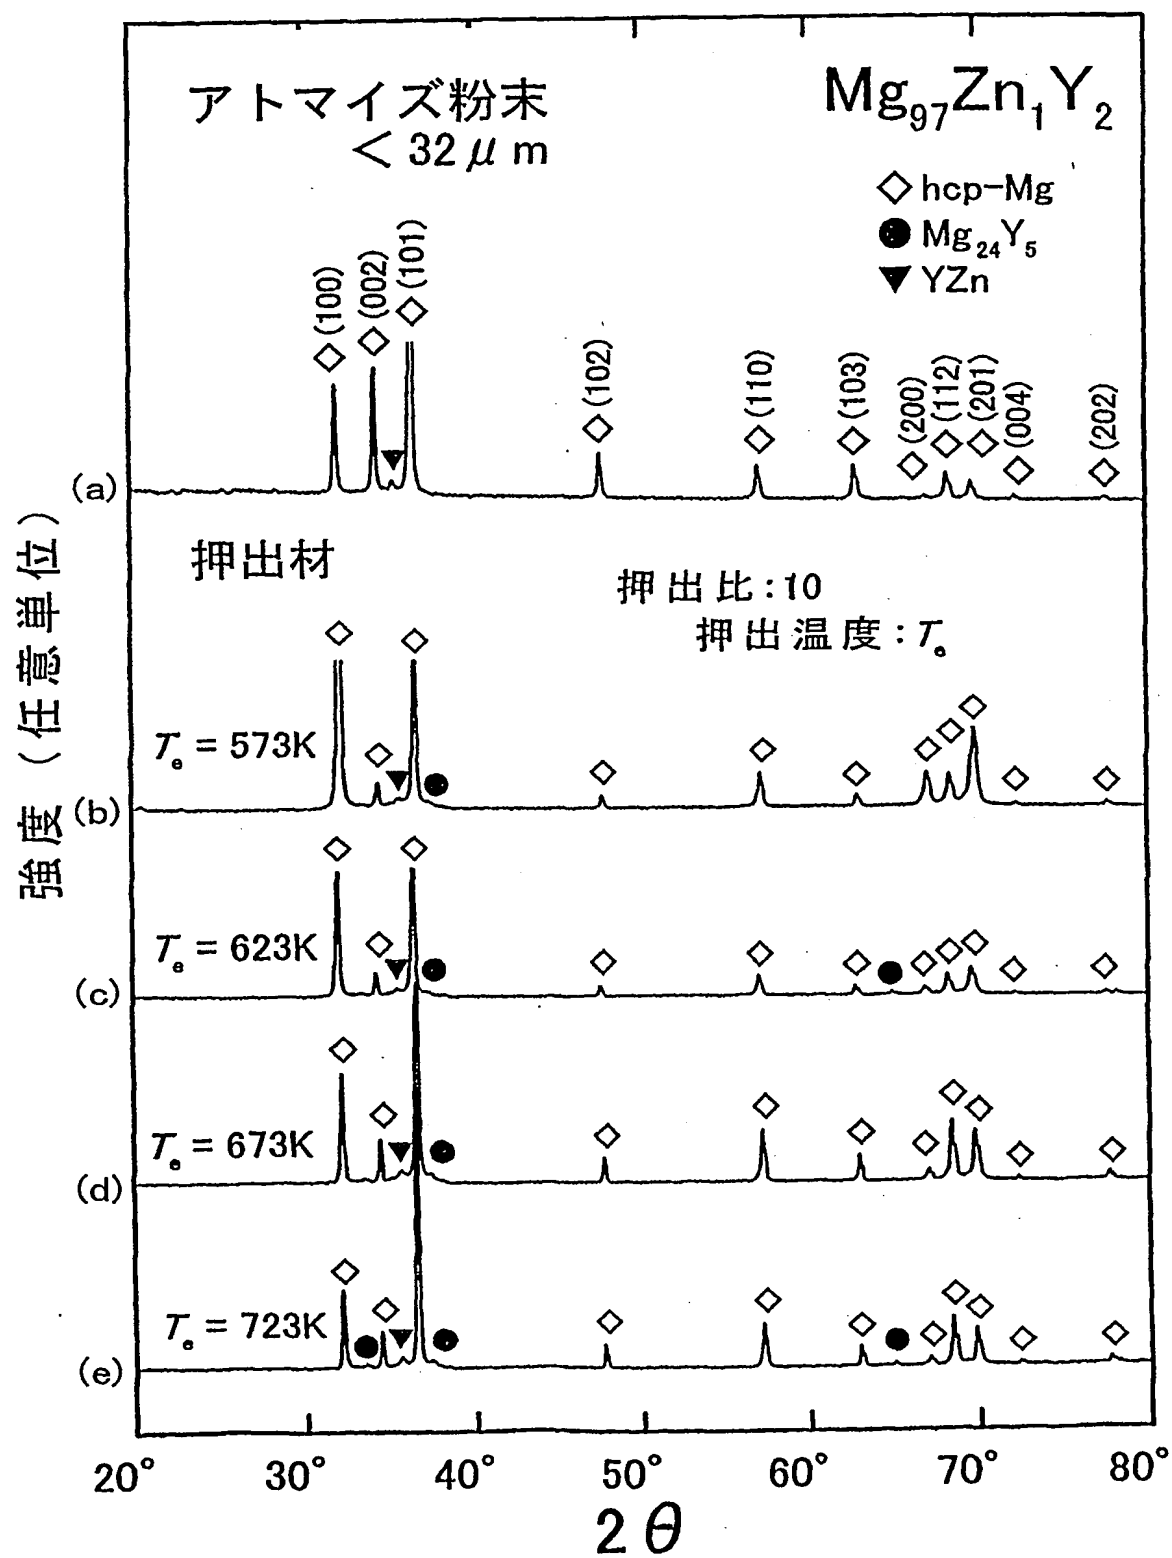 アトマイズ粉末
< 32μm
Mg97Zn1Y2
◇ hcp-Mg
● Mg24Y5
▼ YZn
(100)
(002)
(101)
(102)
(110)
(103)
(200)
(112)
(201)
(004)
(202)
(a)
押出材
押出比:10
押出温度:Te
Te = 573K
(b)
Te = 623K
(c)
Te = 673K
(d)
Te = 723K
(e)
強度(任意単位)
20° 30° 40° 50° 60° 70° 80°
2θ